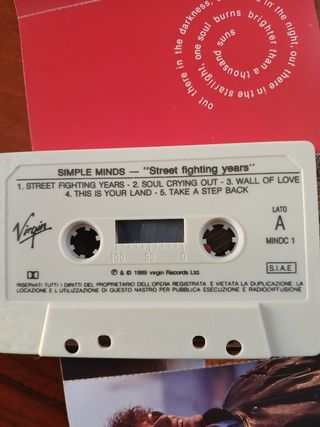 out there in the darkness, out there in the night, out there in the starlight, one soul burns brighter than a thousand suns
SIMPLE MINDS — "Street fighting years"
1. STREET FIGHTING YEARS - 2. SOUL CRYING OUT - 3. WALL OF LOVE
4. THIS IS YOUR LAND - 5. TAKE A STEP BACK
Virgin
LATO
A
MINDC 1
100 50 0
℗ & © 1989 Virgin Records Ltd.
S.I.A.E.
RISERVATI TUTTI I DIRITTI DEL PROPRIETARIO DELL'OPERA REGISTRATA. E VIETATA LA DUPLICAZIONE, LA
LOCAZIONE E L'UTILIZZAZIONE DI QUESTO NASTRO PER PUBBLICA ESECUZIONE E RADIODIFFUSIONE